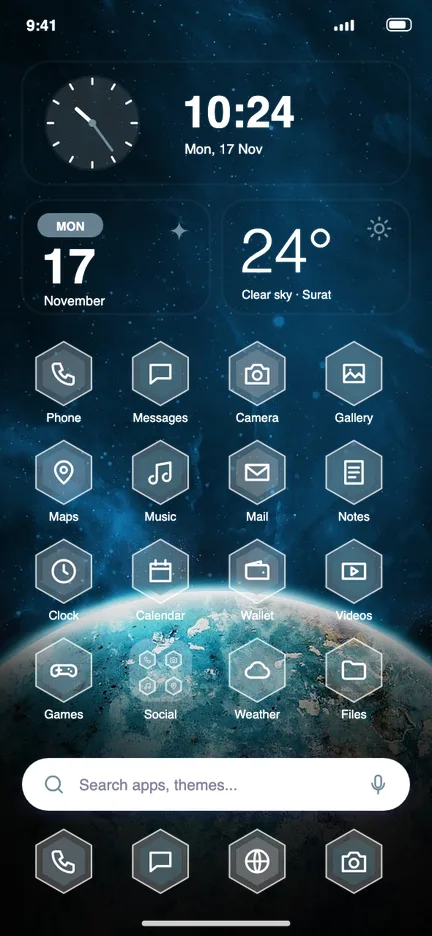 9:41
10:24
Mon, 17 Nov
MON
17
November
24°
Clear sky · Surat
Phone
Messages
Camera
Gallery
Maps
Music
Mail
Notes
Clock
Calendar
Wallet
Videos
Games
Social
Weather
Files
Search apps, themes...